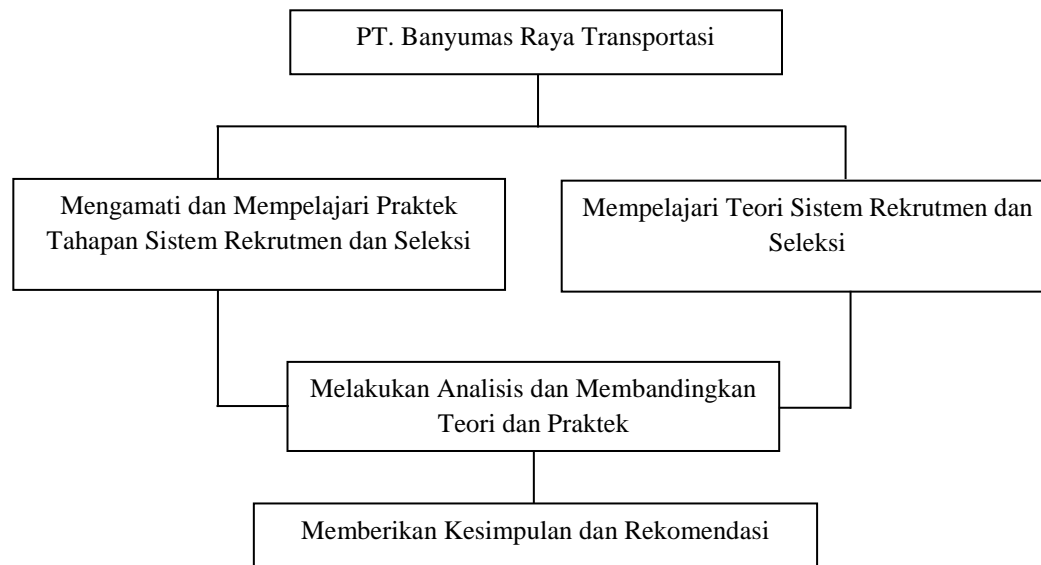 PT. Banyumas Raya Transportasi
Mengamati dan Mempelajari Praktek
Tahapan Sistem Rekrutmen dan Seleksi
Mempelajari Teori Sistem Rekrutmen dan
Seleksi
Melakukan Analisis dan Membandingkan
Teori dan Praktek
Memberikan Kesimpulan dan Rekomendasi